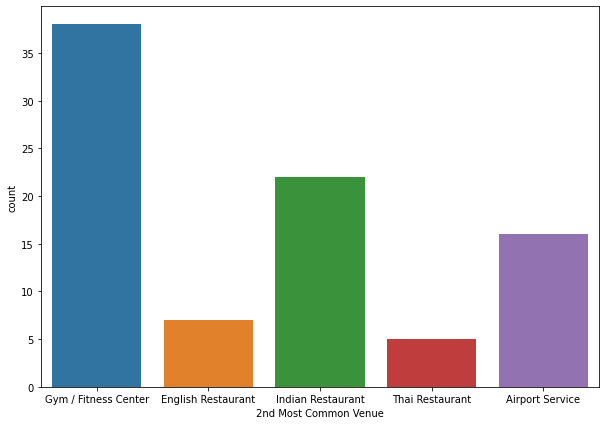 35
30
25
20
15
10
5
0
count
Gym / Fitness Center English Restaurant Indian Restaurant Thai Restaurant Airport Service
2nd Most Common Venue